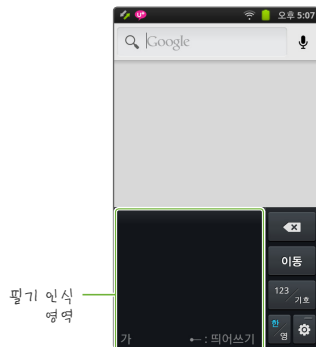 U+ 오후 5:07
Google
이동
필기 인식
영역
123 / 기호
한 / 영
가 ← : 띄어쓰기